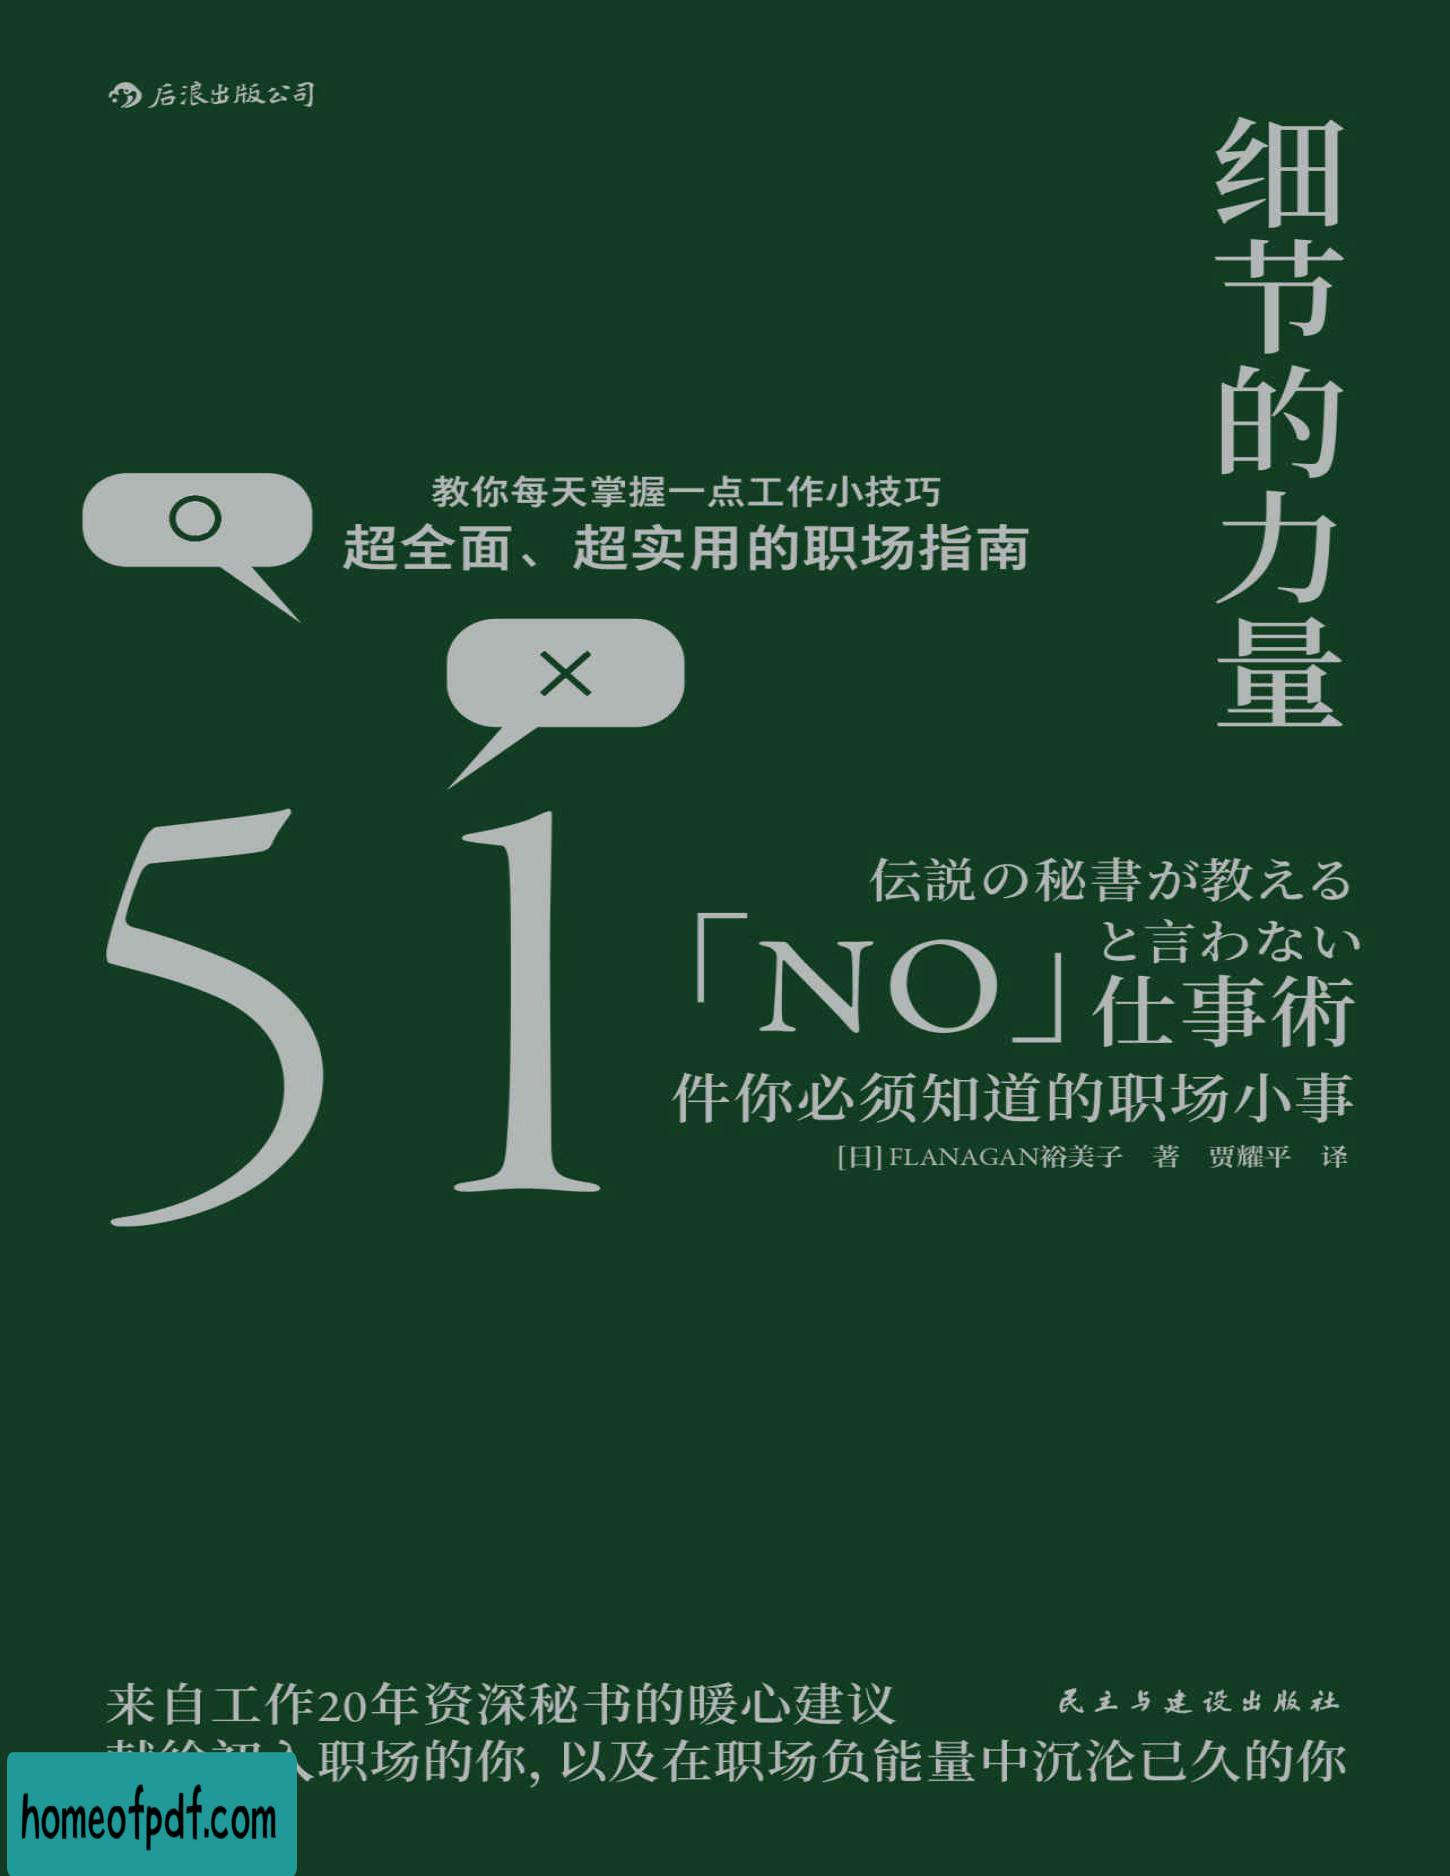 后浪出版公司
细节的力量
教你每天掌握一点工作小技巧
超全面、超实用的职场指南
51
伝説の秘書が教える
「NO」と言わない
仕事術
件你必须知道的职场小事
[日] FLANAGAN裕美子 著 贾耀平 译
来自工作20年资深秘书的暖心建议
民主与建设出版社
献给初入职场的你, 以及在职场负能量中沉沦已久的你
homeofpdf.com